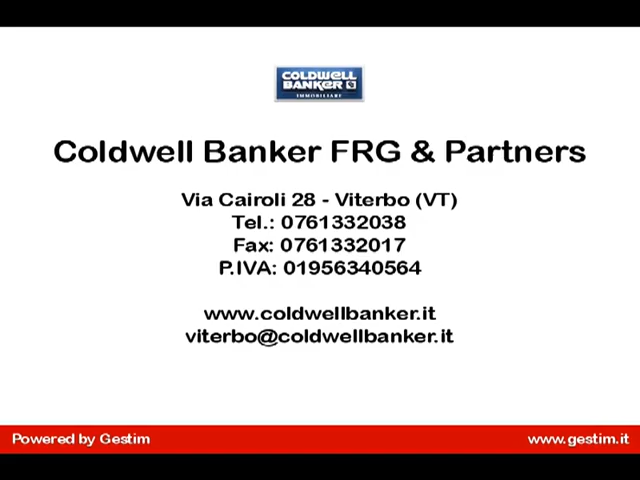 COLDWELL
BANKER
IMMOBILIARE
Coldwell Banker FRG & Partners
Via Cairoli 28 - Viterbo (VT)
Tel.: 0761332038
Fax: 0761332017
P.IVA: 01956340564
www.coldwellbanker.it
viterbo@coldwellbanker.it
Powered by Gestim
www.gestim.it